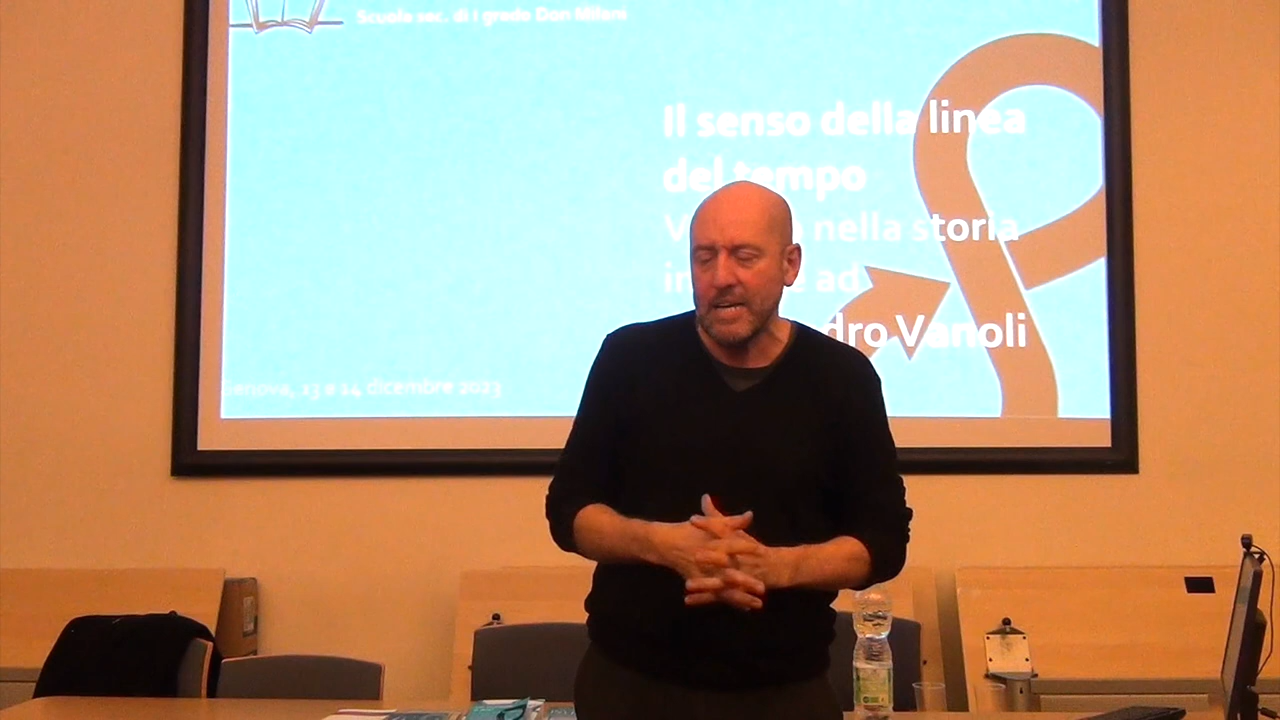 Scuola sec. di I grado Don Milani
Il senso della linea
del tempo
nella storia
ad
Vanoli
Genova, 13 e 14 dicembre 2023